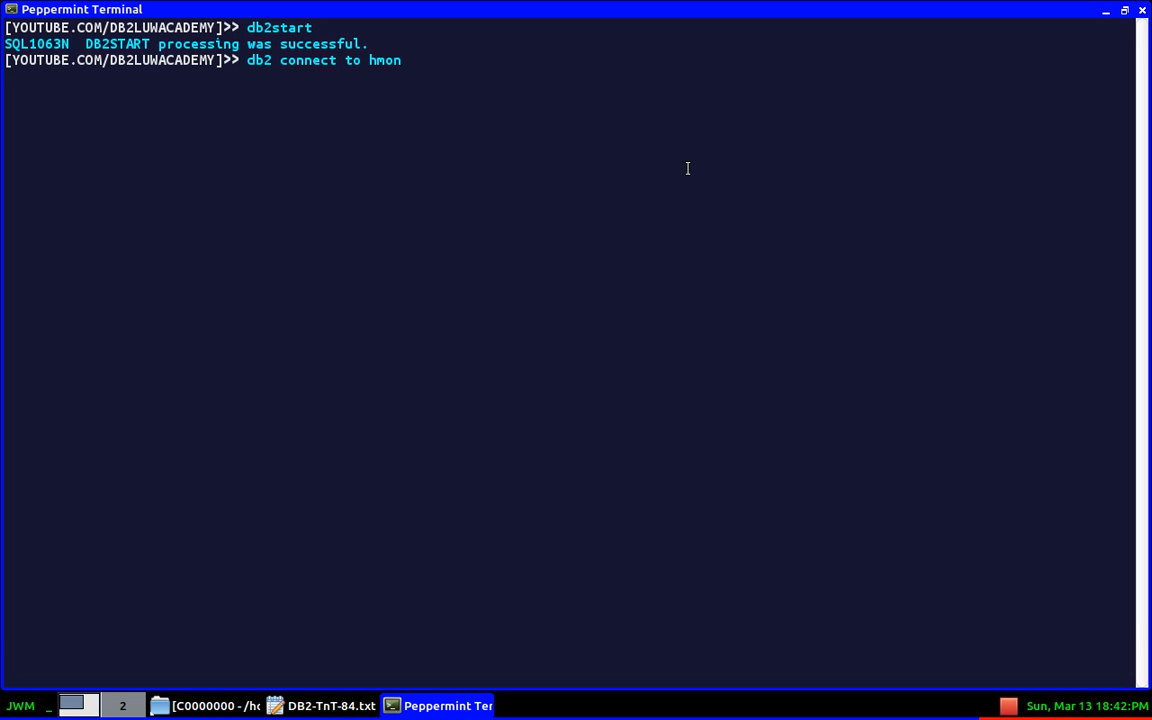 Peppermint Terminal
[YOUTUBE.COM/DB2LUWACADEMY]>> db2start
SQL1063N  DB2START processing was successful.
[YOUTUBE.COM/DB2LUWACADEMY]>> db2 connect to hmon
JWM _ 2 [C0000000 - /hc DB2-TnT-84.txt Peppermint Ter Sun, Mar 13 18:42:PM